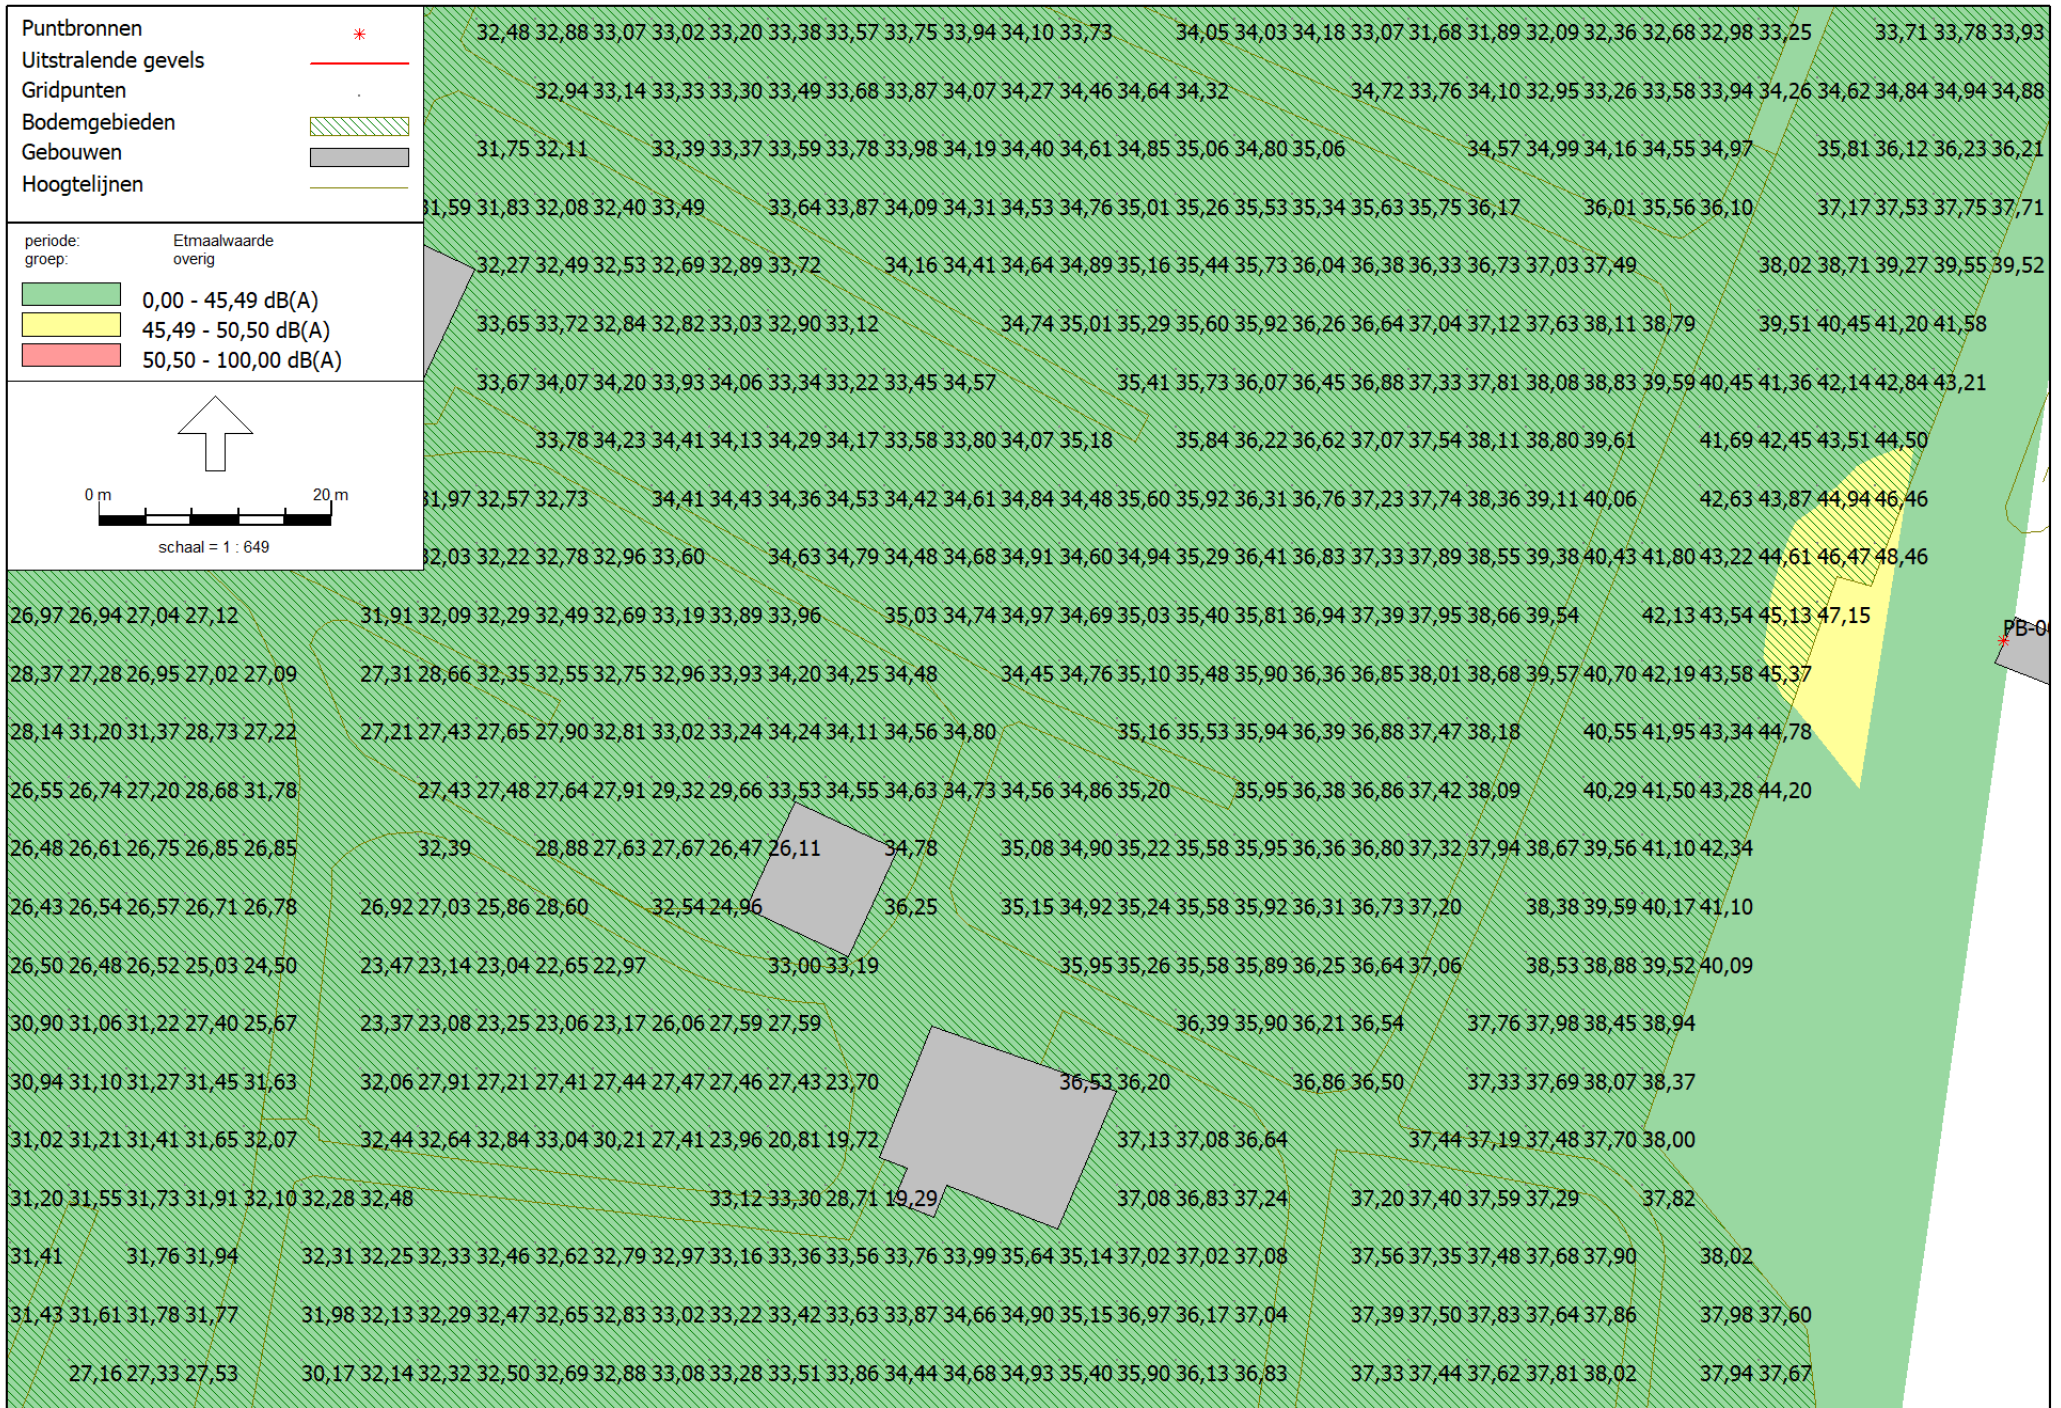 Puntbronnen
Uitstralende gevels
Gridpunten
Bodemgebieden
Gebouwen
Hoogtelijnen
periode: Etmaalwaarde
groep: overig
0,00 - 45,49 dB(A)
45,49 - 50,50 dB(A)
50,50 - 100,00 dB(A)
0 m 20 m
schaal = 1 : 649
32,48 32,88 33,07 33,02 33,20 33,38 33,57 33,75 33,94 34,10 33,73 34,05 34,03 34,18 33,07 31,68 31,89 32,09 32,36 32,68 32,98 33,25 33,71 33,78 33,93
32,94 33,14 33,33 33,30 33,49 33,68 33,87 34,07 34,27 34,46 34,64 34,32 34,72 33,76 34,10 32,95 33,26 33,58 33,94 34,26 34,62 34,84 34,94 34,88
31,75 32,11 33,39 33,37 33,59 33,78 33,98 34,19 34,40 34,61 34,85 35,06 34,80 35,06 34,57 34,99 34,16 34,55 34,97 35,81 36,12 36,23 36,21
31,59 31,83 32,08 32,40 33,49 33,64 33,87 34,09 34,31 34,53 34,76 35,01 35,26 35,53 35,34 35,63 35,75 36,17 36,01 35,56 36,10 37,17 37,53 37,75 37,71
32,27 32,49 32,53 32,69 32,89 33,72 34,16 34,41 34,64 34,89 35,16 35,44 35,73 36,04 36,38 36,33 36,73 37,03 37,49 38,02 38,71 39,27 39,55 39,52
33,65 33,72 32,84 32,82 33,03 32,90 33,12 34,74 35,01 35,29 35,60 35,92 36,26 36,64 37,04 37,12 37,63 38,11 38,79 39,51 40,45 41,20 41,58
33,67 34,07 34,20 33,93 34,06 33,34 33,22 33,45 34,57 35,41 35,73 36,07 36,45 36,88 37,33 37,81 38,08 38,83 39,59 40,45 41,36 42,14 42,84 43,21
33,78 34,23 34,41 34,13 34,29 34,17 33,58 33,80 34,07 35,18 35,84 36,22 36,62 37,07 37,54 38,11 38,80 39,61 41,69 42,45 43,51 44,50
31,97 32,57 32,73 34,41 34,43 34,36 34,53 34,42 34,61 34,84 34,48 35,60 35,92 36,31 36,76 37,23 37,74 38,36 39,11 40,06 42,63 43,87 44,94 46,46
32,03 32,22 32,78 32,96 33,60 34,63 34,79 34,48 34,68 34,91 34,60 34,94 35,29 36,41 36,83 37,33 37,89 38,55 39,38 40,43 41,80 43,22 44,61 46,47 48,46
26,97 26,94 27,04 27,12 31,91 32,09 32,29 32,49 32,69 33,19 33,89 33,96 35,03 34,74 34,97 34,69 35,03 35,40 35,81 36,94 37,39 37,95 38,66 39,54 42,13 43,54 45,13 47,15
28,37 27,28 26,95 27,02 27,09 27,31 28,66 32,35 32,55 32,75 32,96 33,93 34,20 34,25 34,48 34,45 34,76 35,10 35,48 35,90 36,36 36,85 38,01 38,68 39,57 40,70 42,19 43,58 45,37
28,14 31,20 31,37 28,73 27,22 27,21 27,43 27,65 27,90 32,81 33,02 33,24 34,24 34,11 34,56 34,80 35,16 35,53 35,94 36,39 36,88 37,47 38,18 40,55 41,95 43,34 44,78
26,55 26,74 27,20 28,68 31,78 27,43 27,48 27,64 27,91 29,32 29,66 33,53 34,55 34,63 34,73 34,56 34,86 35,20 35,95 36,38 36,86 37,42 38,09 40,29 41,50 43,28 44,20
26,48 26,61 26,75 26,85 26,85 32,39 28,88 27,63 27,67 26,47 26,11 34,78 35,08 34,90 35,22 35,58 35,95 36,36 36,80 37,32 37,94 38,67 39,56 41,10 42,34
26,43 26,54 26,57 26,71 26,78 26,92 27,03 25,86 28,60 32,54 24,96 36,25 35,15 34,92 35,24 35,58 35,92 36,31 36,73 37,20 38,38 39,59 40,17 41,10
26,50 26,48 26,52 25,03 24,50 23,47 23,14 23,04 22,65 22,97 33,00 33,19 35,95 35,26 35,58 35,89 36,25 36,64 37,06 38,53 38,88 39,52 40,09
30,90 31,06 31,22 27,40 25,67 23,37 23,08 23,25 23,06 23,17 26,06 27,59 27,59 36,39 35,90 36,21 36,54 37,76 37,98 38,45 38,94
30,94 31,10 31,27 31,45 31,63 32,06 27,91 27,21 27,41 27,44 27,47 27,46 27,43 23,70 36,53 36,20 36,86 36,50 37,33 37,69 38,07 38,37
31,02 31,21 31,41 31,65 32,07 32,44 32,64 32,84 33,04 30,21 27,41 23,96 20,81 19,72 37,13 37,08 36,64 37,44 37,19 37,48 37,70 38,00
31,20 31,55 31,73 31,91 32,10 32,28 32,48 33,12 33,30 28,71 19,29 37,08 36,83 37,24 37,20 37,40 37,59 37,29 37,82
31,41 31,76 31,94 32,31 32,25 32,33 32,46 32,62 32,79 32,97 33,16 33,36 33,56 33,76 33,99 35,64 35,14 37,02 37,02 37,08 37,56 37,35 37,48 37,68 37,90 38,02
31,43 31,61 31,78 31,77 31,98 32,13 32,29 32,47 32,65 32,83 33,02 33,22 33,42 33,63 33,87 34,66 34,90 35,15 36,97 36,17 37,04 37,39 37,50 37,83 37,64 37,86 37,98 37,60
27,16 27,33 27,53 30,17 32,14 32,32 32,50 32,69 32,88 33,08 33,28 33,51 33,86 34,44 34,68 34,93 35,40 35,90 36,13 36,83 37,33 37,44 37,62 37,81 38,02 37,94 37,67